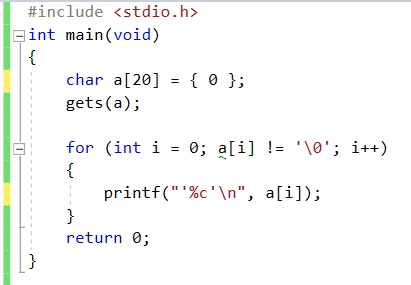 #include <stdio.h>
int main(void)
{
    char a[20] = { 0 };
    gets(a);

    for (int i = 0; a[i] != '\0'; i++)
    {
        printf("'%c'\n", a[i]);
    }
    return 0;
}